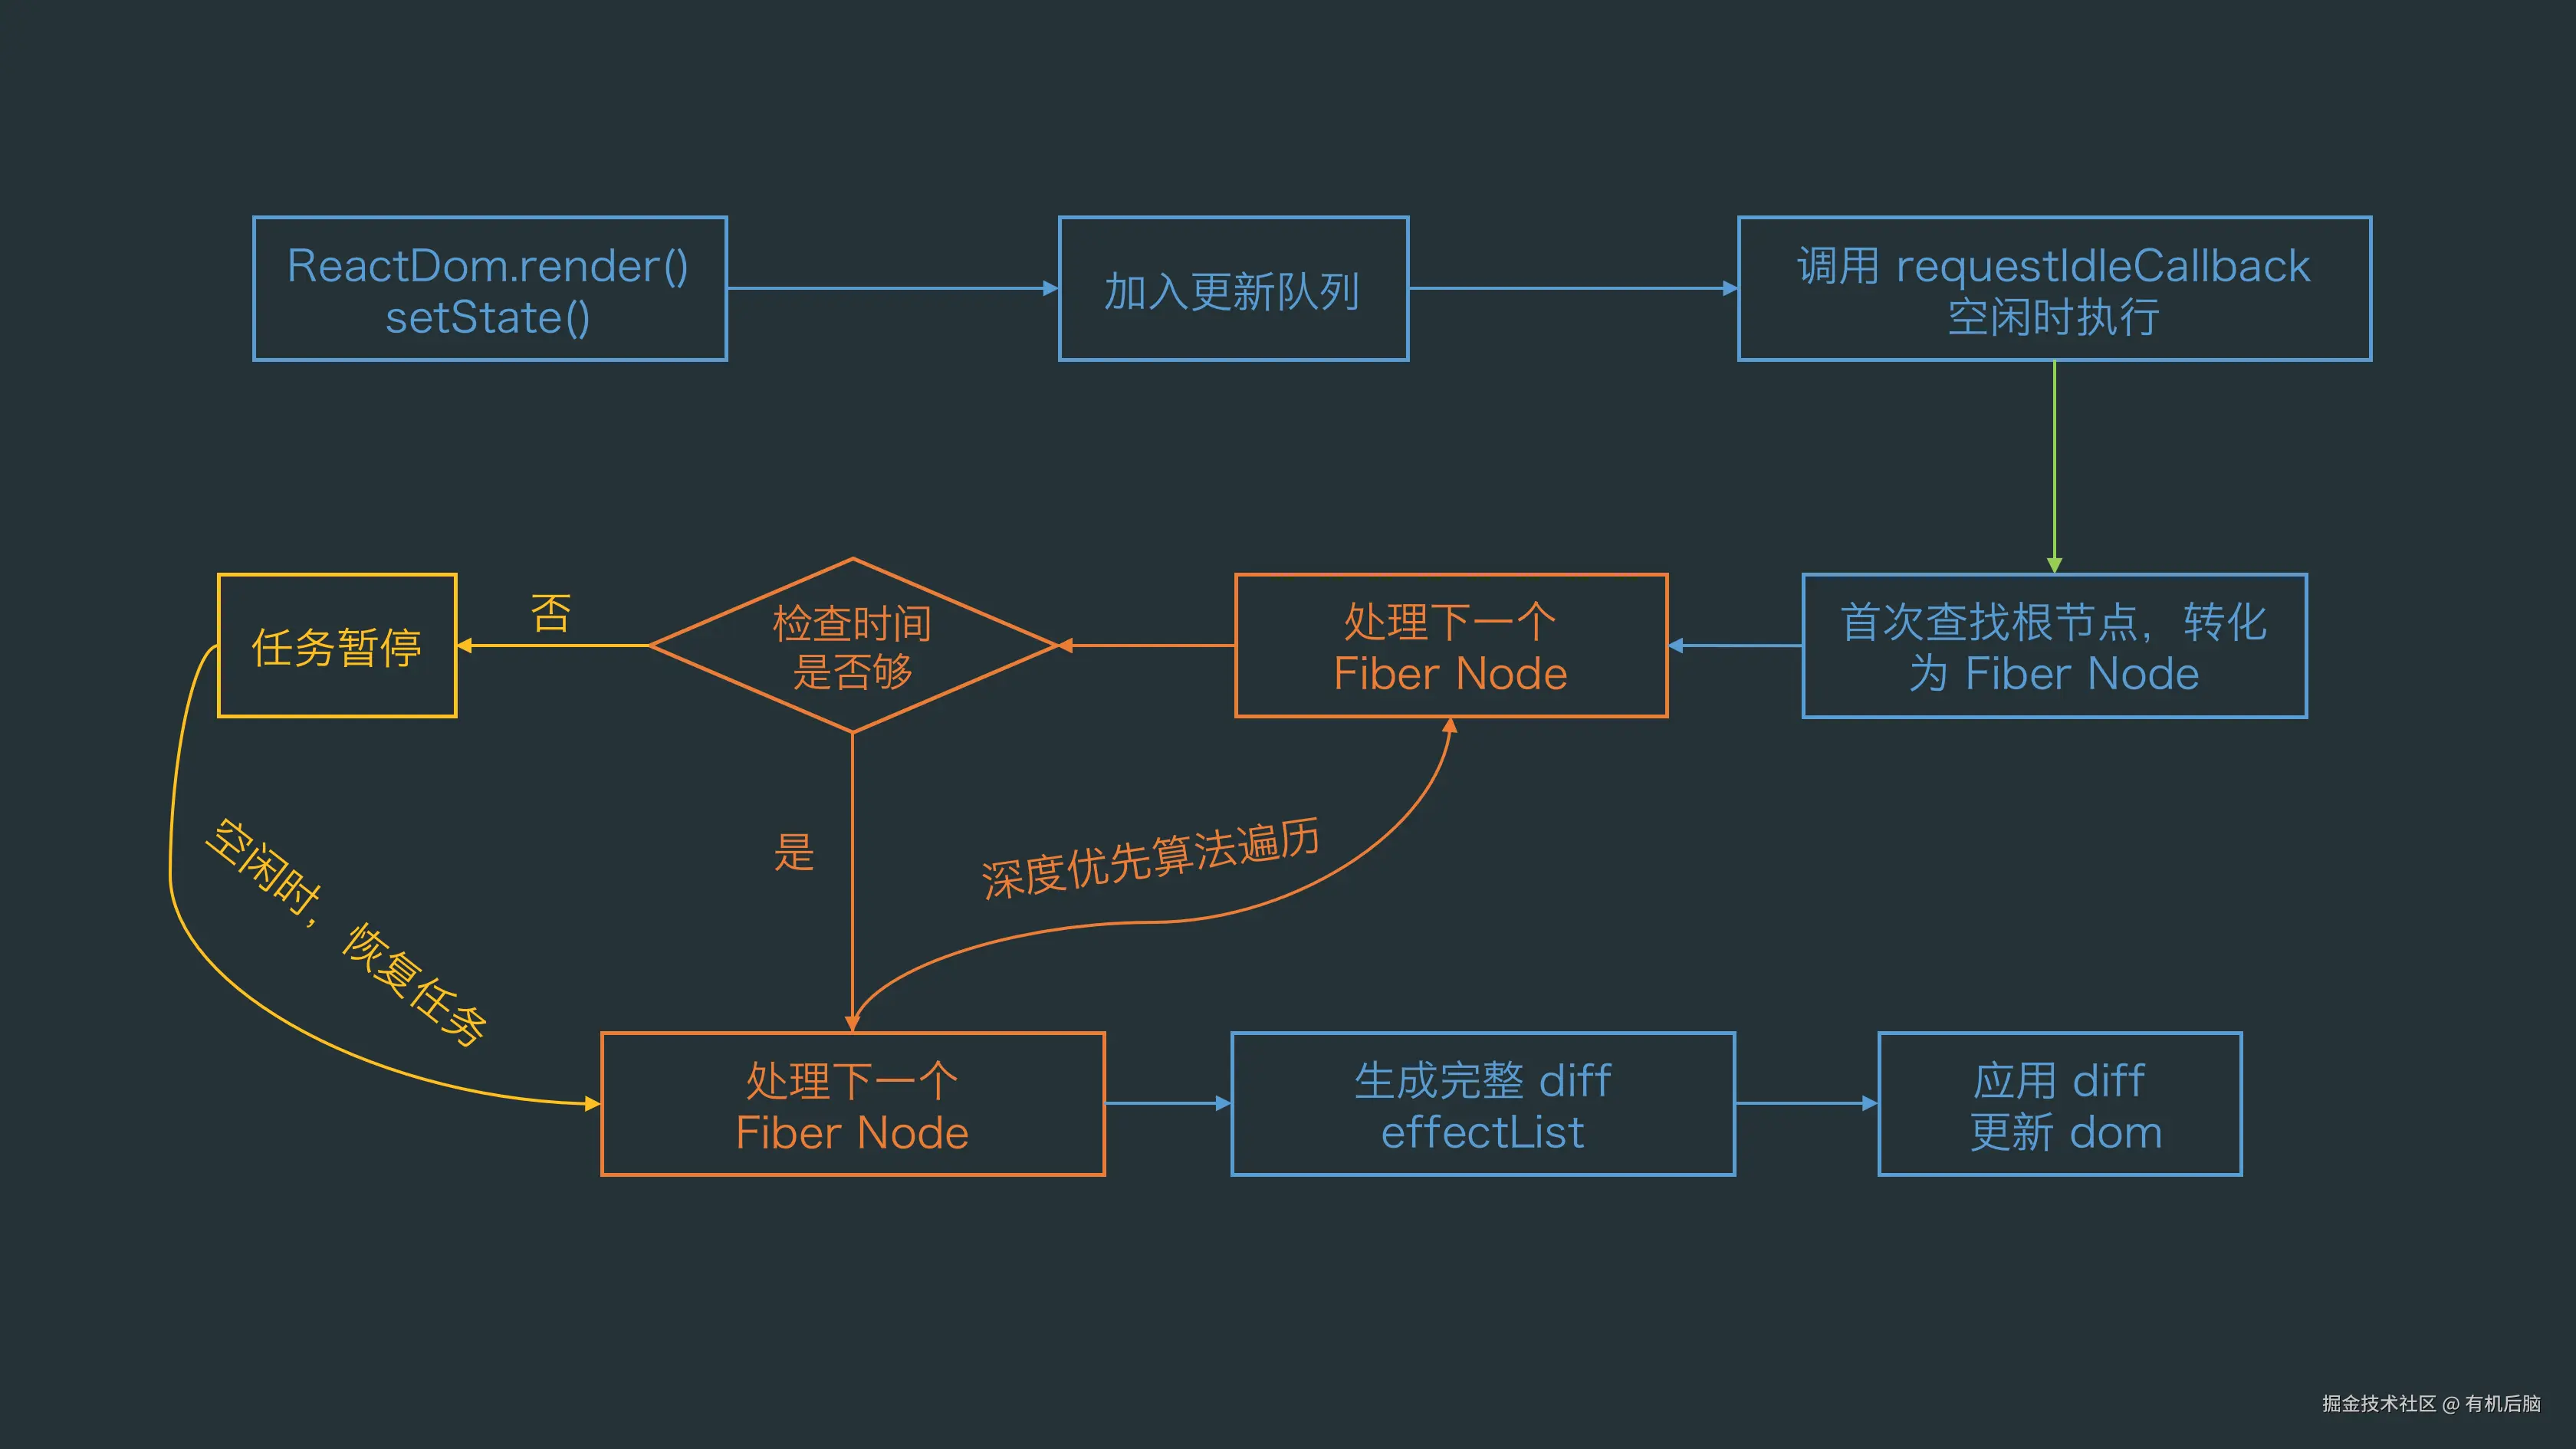 ReactDom.render()
setState()
加入更新队列
调用 requestIdleCallback
空闲时执行
任务暂停
否
检查时间
是否够
处理下一个
Fiber Node
首次查找根节点，转化
为 Fiber Node
空闲时，恢复任务
是
深度优先算法遍历
处理下一个
Fiber Node
生成完整 diff
effectList
应用 diff
更新 dom
掘金技术社区 @ 有机后脑